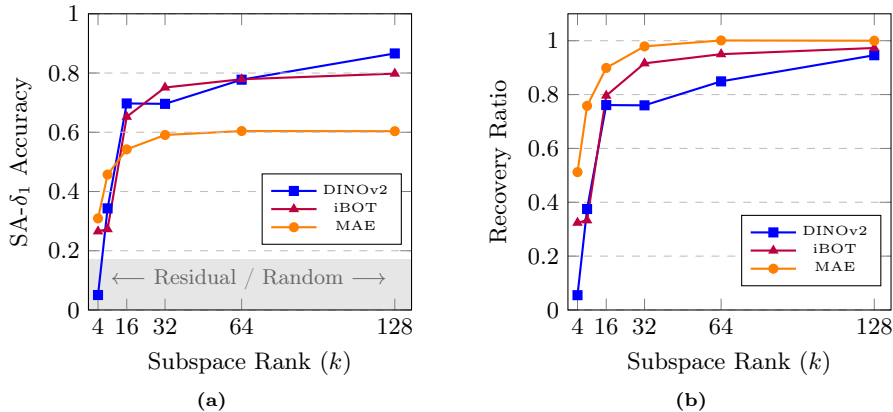 1
0.8
0.6
0.4
0.2
0
SA-δ₁ Accuracy
DINOv2
iBOT
MAE
← Residual / Random →
4 16 32 64 128
Subspace Rank (k)
(a)
1
0.8
0.6
0.4
0.2
0
Recovery Ratio
DINOv2
iBOT
MAE
4 16 32 64 128
Subspace Rank (k)
(b)